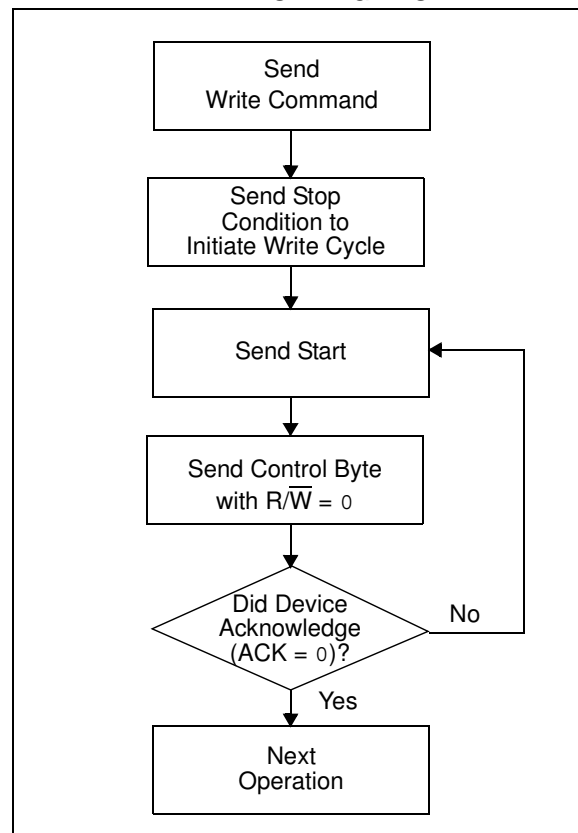 Send
Write Command
Send Stop
Condition to
Initiate Write Cycle
Send Start
Send Control Byte
with R/W̅ = 0
Did Device
Acknowledge
(ACK = 0)?
No
Yes
Next
Operation